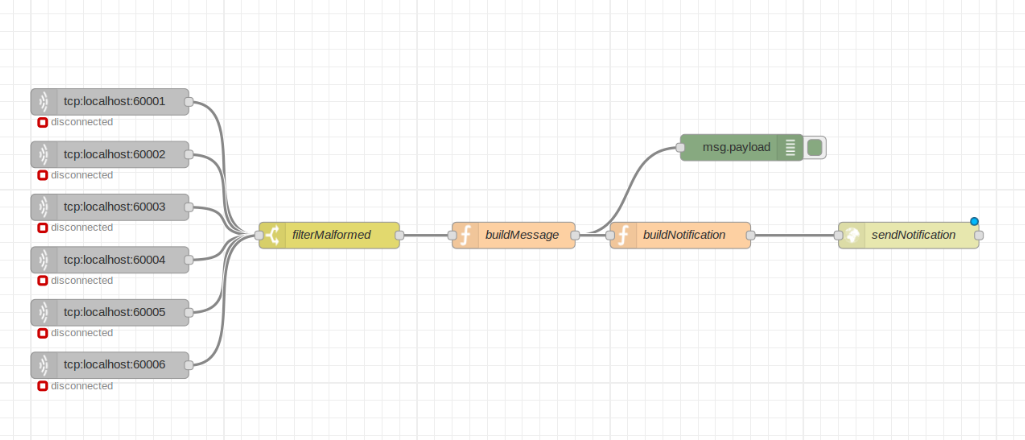 tcp:localhost:60001
disconnected
tcp:localhost:60002
disconnected
tcp:localhost:60003
disconnected
tcp:localhost:60004
disconnected
tcp:localhost:60005
disconnected
tcp:localhost:60006
disconnected
filterMalformed
buildMessage
msg.payload
buildNotification
sendNotification